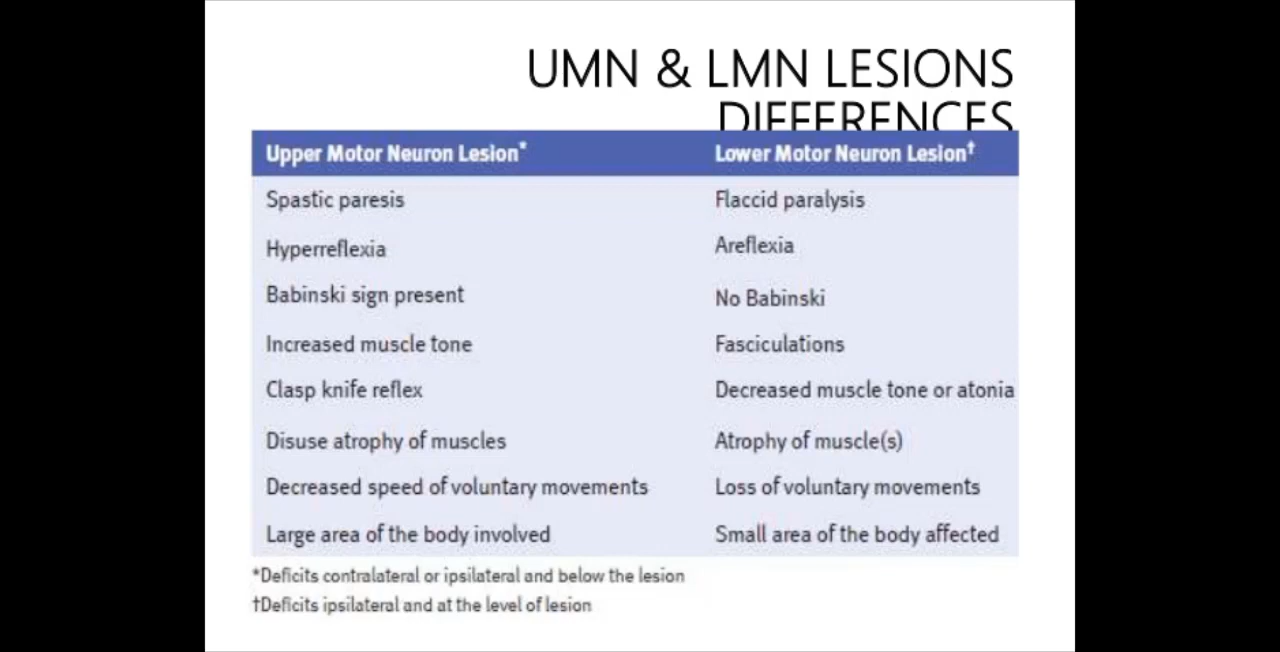 UMN & LMN LESIONS
DIFFERENCES
Upper Motor Neuron Lesion* Lower Motor Neuron Lesion†
Spastic paresis Flaccid paralysis
Hyperreflexia Areflexia
Babinski sign present No Babinski
Increased muscle tone Fasciculations
Clasp knife reflex Decreased muscle tone or atonia
Disuse atrophy of muscles Atrophy of muscle(s)
Decreased speed of voluntary movements Loss of voluntary movements
Large area of the body involved Small area of the body affected
*Deficits contralateral or ipsilateral and below the lesion
†Deficits ipsilateral and at the level of lesion